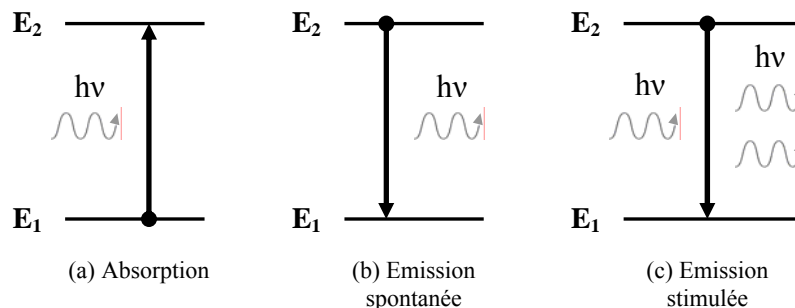 E2
E2
E2
hν
hν
hν
hν
E1
E1
E1
(a) Absorption
(b) Emission
spontanée
(c) Emission
stimulée